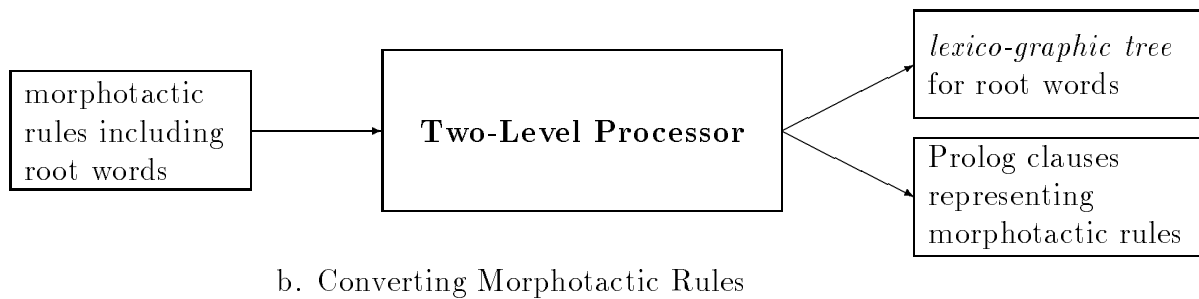 morphotactic
rules including
root words
Two-Level Processor
lexico-graphic tree
for root words
Prolog clauses
representing
morphotactic rules
b. Converting Morphotactic Rules